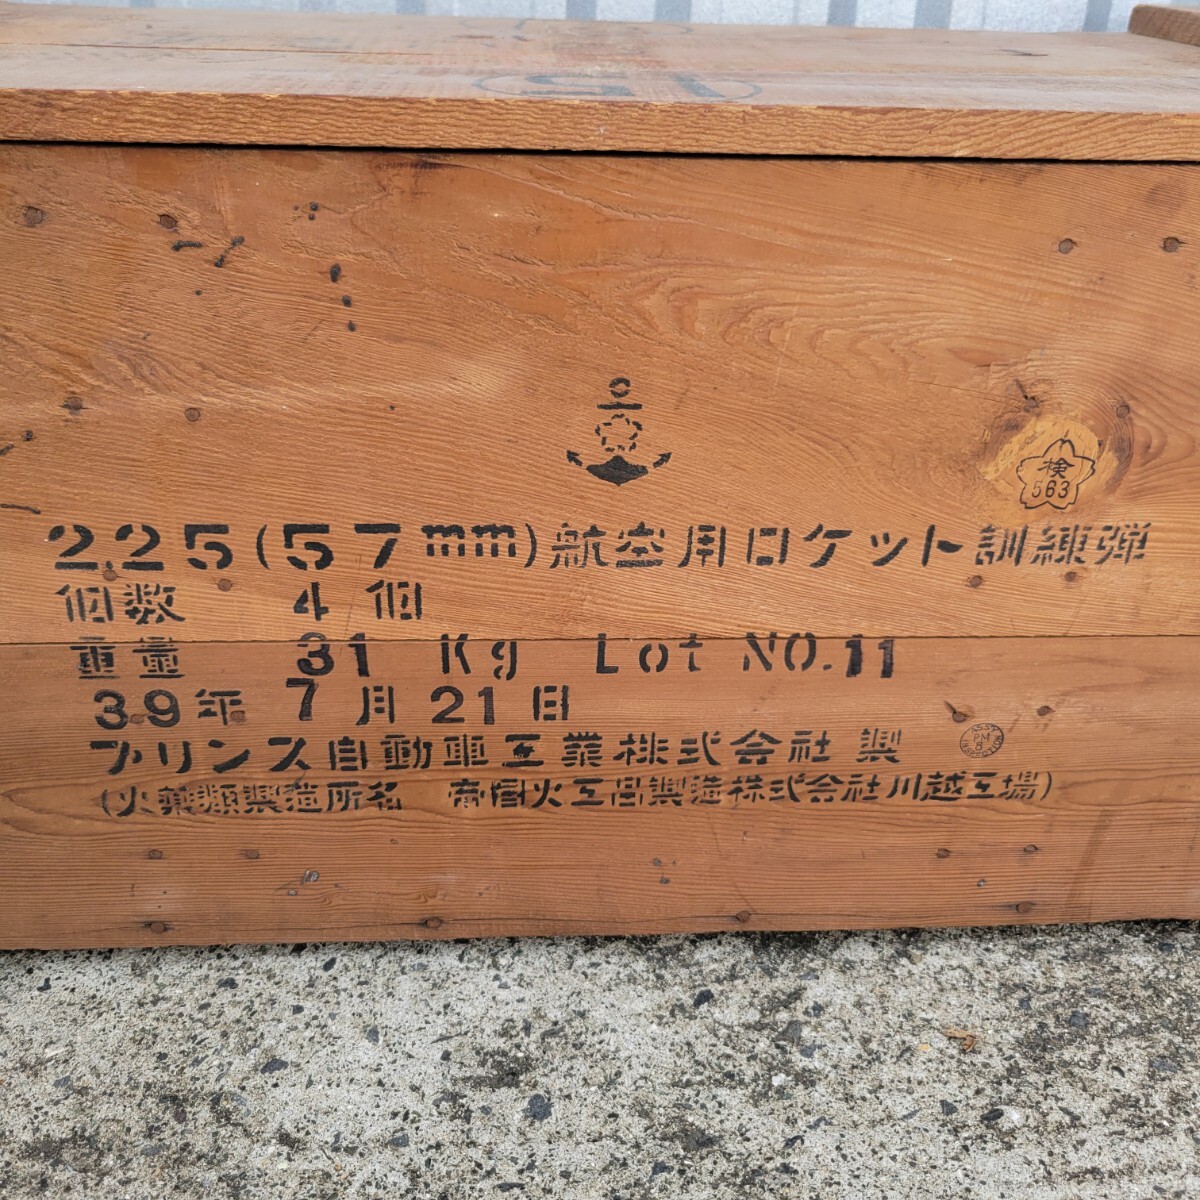 15
検
563
2.25(57mm)航空用ロケット訓練弾
個数 4個
重量 31 Kg Lot NO.11
39年 7月21日
プリンス自動車工業株式会社 製
(火薬類製造所名 帝国火工品製造株式会社川越工場)